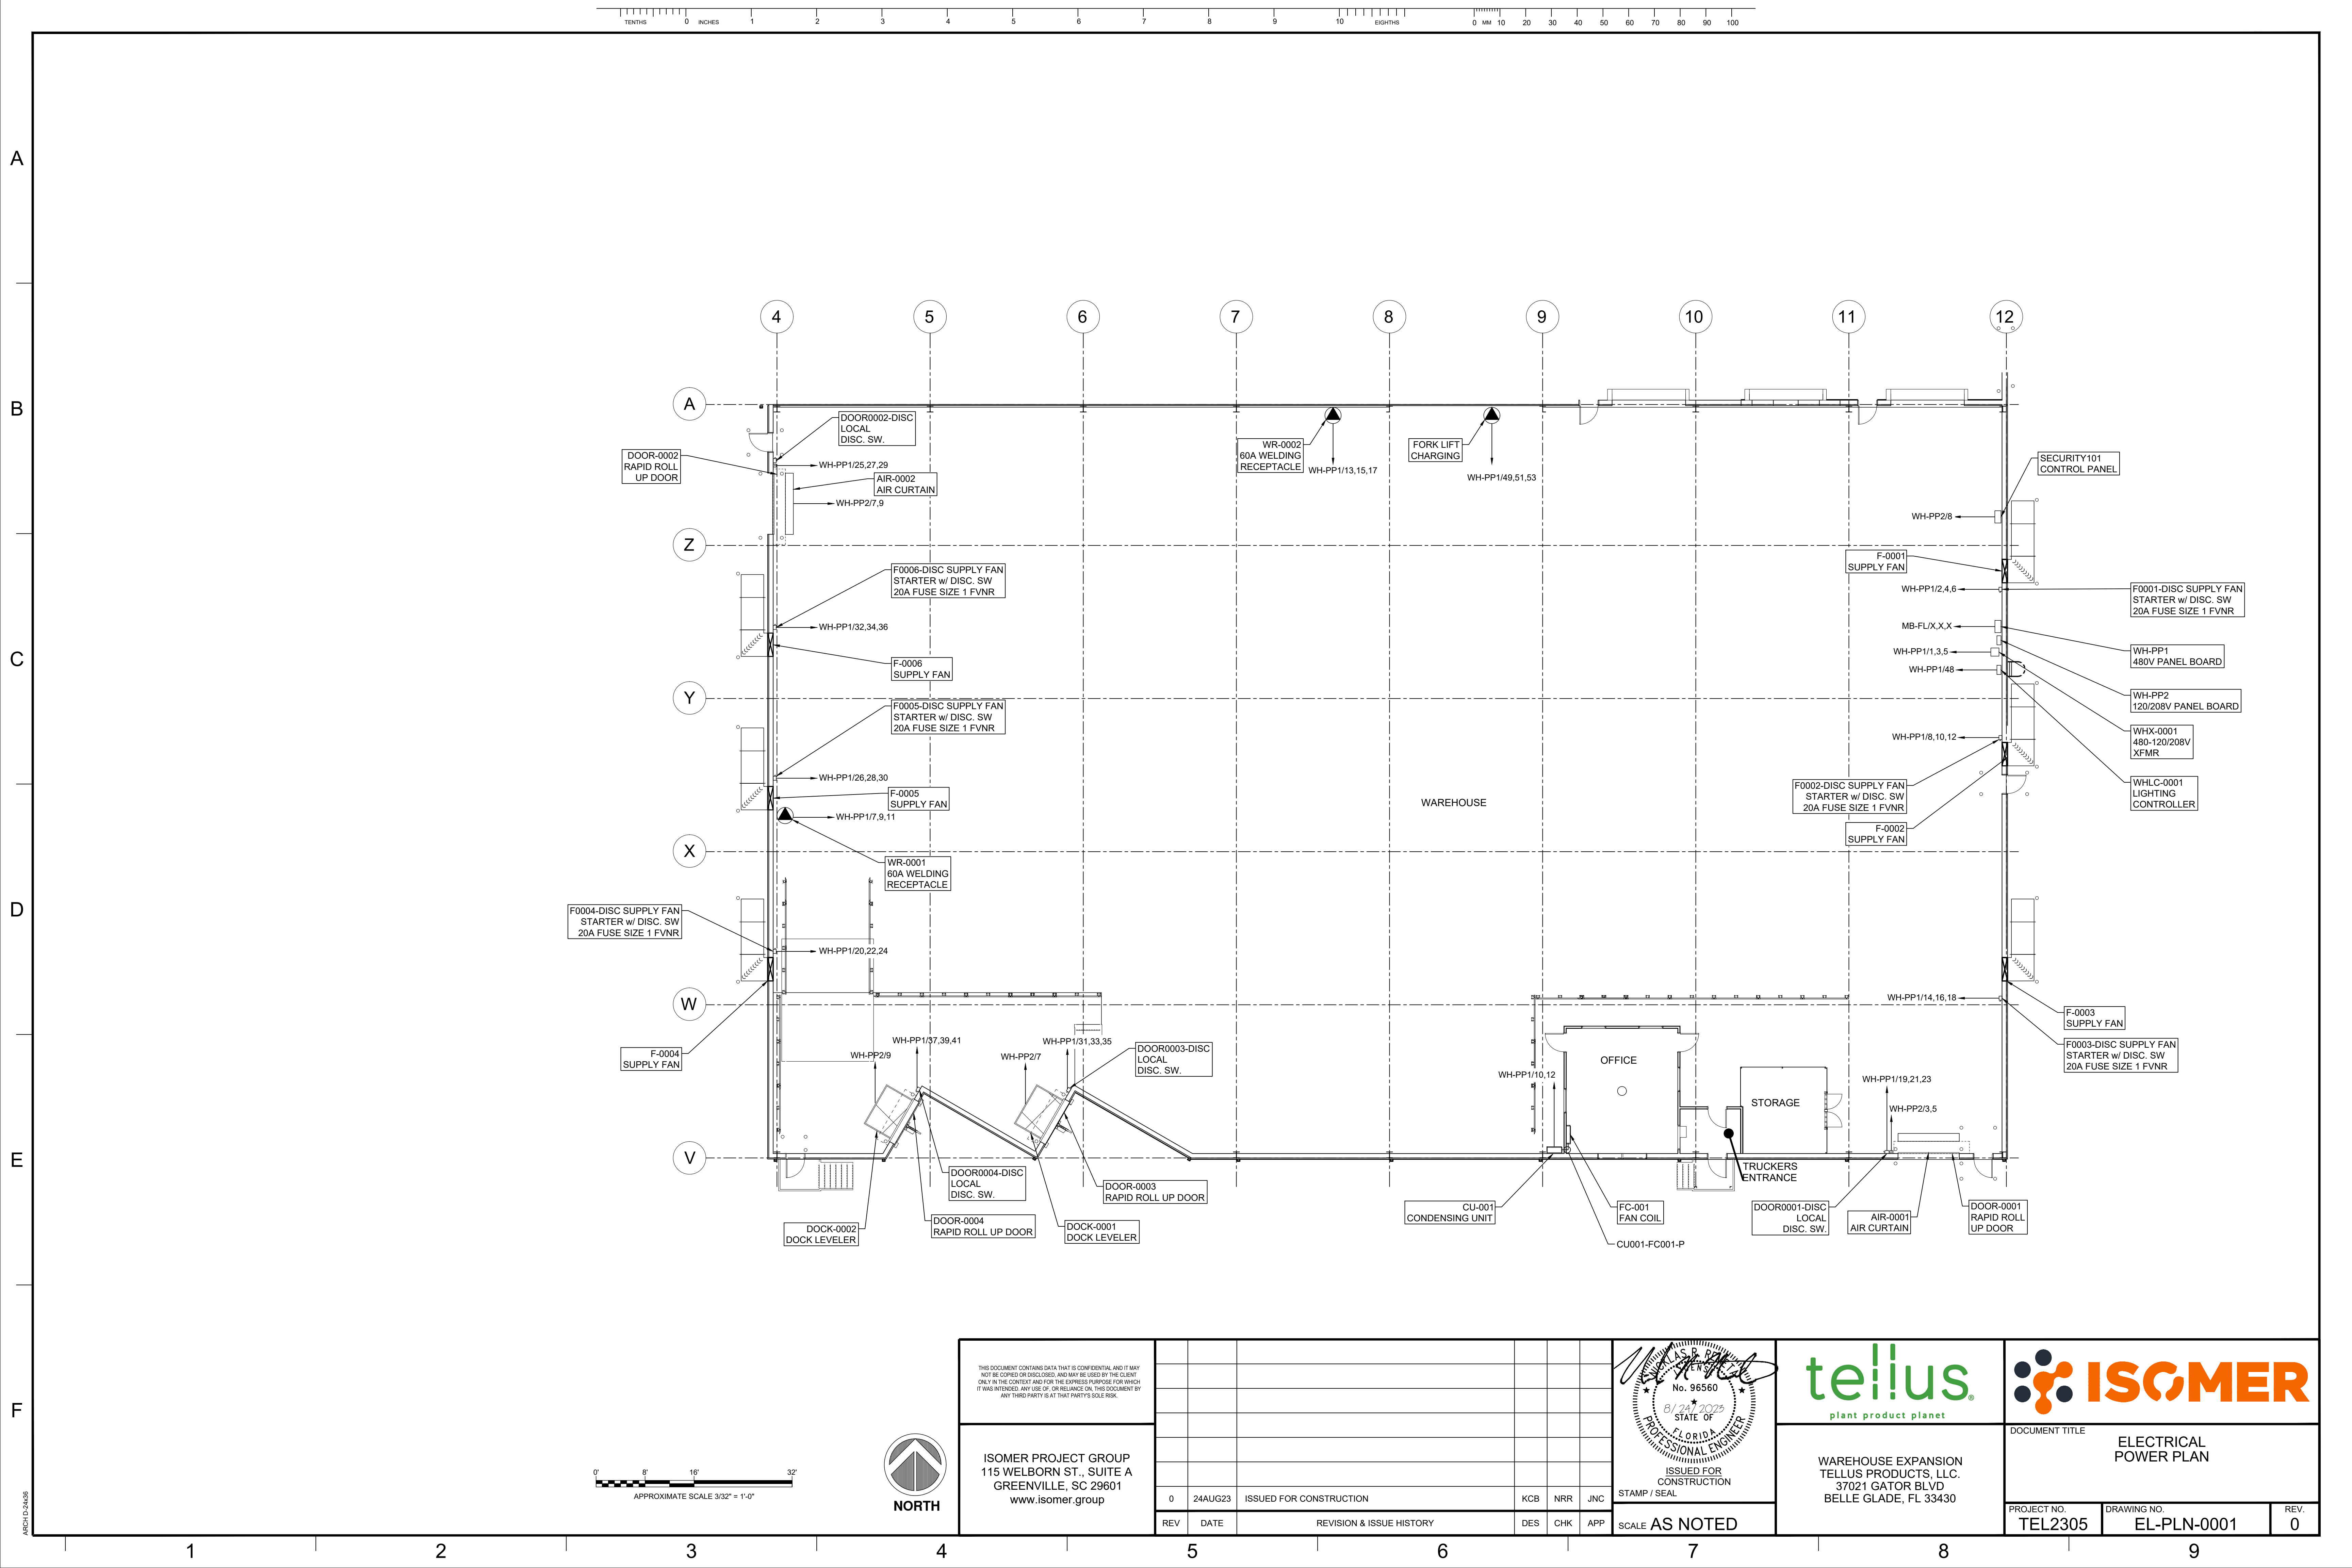 TENTHS 0 INCHES 1 2 3 4 5 6 7 8 9 10 EIGHTHS 0 MM 10 20 30 40 50 60 70 80 90 100
A
B
C
D
E
F
4 5 6 7 8 9 10 11 12
A
Z
Y
X
W
V
DOOR0002-DISC
LOCAL
DISC. SW.
DOOR-0002
RAPID ROLL
UP DOOR
WH-PP1/25,27,29
AIR-0002
AIR CURTAIN
WH-PP2/7,9
WR-0002
60A WELDING
RECEPTACLE
WH-PP1/13,15,17
FORK LIFT
CHARGING
WH-PP1/49,51,53
SECURITY101
CONTROL PANEL
WH-PP2/8
F-0001
SUPPLY FAN
WH-PP1/2,4,6
F0001-DISC SUPPLY FAN
STARTER w/ DISC. SW
20A FUSE SIZE 1 FVNR
MB-FL/X,X,X
WH-PP1/1,3,5
WH-PP1/48
WH-PP1
480V PANEL BOARD
WH-PP2
120/208V PANEL BOARD
WHX-0001
480-120/208V
XFMR
WHLC-0001
LIGHTING
CONTROLLER
WH-PP1/8,10,12
F0002-DISC SUPPLY FAN
STARTER w/ DISC. SW
20A FUSE SIZE 1 FVNR
F-0002
SUPPLY FAN
F0006-DISC SUPPLY FAN
STARTER w/ DISC. SW
20A FUSE SIZE 1 FVNR
WH-PP1/32,34,36
F-0006
SUPPLY FAN
F0005-DISC SUPPLY FAN
STARTER w/ DISC. SW
20A FUSE SIZE 1 FVNR
WH-PP1/26,28,30
F-0005
SUPPLY FAN
WH-PP1/7,9,11
WR-0001
60A WELDING
RECEPTACLE
WAREHOUSE
F0004-DISC SUPPLY FAN
STARTER w/ DISC. SW
20A FUSE SIZE 1 FVNR
WH-PP1/20,22,24
F-0004
SUPPLY FAN
WH-PP1/14,16,18
F-0003
SUPPLY FAN
F0003-DISC SUPPLY FAN
STARTER w/ DISC. SW
20A FUSE SIZE 1 FVNR
WH-PP1/37,39,41
WH-PP2/9
WH-PP1/31,33,35
WH-PP2/7
DOOR0003-DISC
LOCAL
DISC. SW.
OFFICE
WH-PP1/10,12
STORAGE
WH-PP1/19,21,23
WH-PP2/3,5
TRUCKERS
ENTRANCE
DOOR0004-DISC
LOCAL
DISC. SW.
DOOR-0003
RAPID ROLL UP DOOR
DOCK-0002
DOCK LEVELER
DOOR-0004
RAPID ROLL UP DOOR
DOCK-0001
DOCK LEVELER
CU-001
CONDENSING UNIT
FC-001
FAN COIL
CU001-FC001-P
DOOR0001-DISC
LOCAL
DISC. SW.
AIR-0001
AIR CURTAIN
DOOR-0001
RAPID ROLL
UP DOOR
0' 8' 16' 32'
APPROXIMATE SCALE 3/32" = 1'-0"
NORTH
THIS DOCUMENT CONTAINS DATA THAT IS CONFIDENTIAL AND IT MAY
NOT BE COPIED OR DISCLOSED, AND MAY BE USED BY THE CLIENT
ONLY IN THE CONTEXT AND FOR THE EXPRESS PURPOSE FOR WHICH
IT WAS INTENDED. ANY USE OF, OR RELIANCE ON, THIS DOCUMENT BY
ANY THIRD PARTY IS AT THAT PARTY'S SOLE RISK.
ISOMER PROJECT GROUP
115 WELBORN ST., SUITE A
GREENVILLE, SC 29601
www.isomer.group
0 24AUG23 ISSUED FOR CONSTRUCTION KCB NRR JNC
REV DATE REVISION & ISSUE HISTORY DES CHK APP
No. 96560
8/24/2023
STATE OF
FLORIDA
PROFESSIONAL ENGINEER
ISSUED FOR
CONSTRUCTION
STAMP / SEAL
SCALE AS NOTED
tellus®
plant product planet
WAREHOUSE EXPANSION
TELLUS PRODUCTS, LLC.
37021 GATOR BLVD
BELLE GLADE, FL 33430
ISOMER
DOCUMENT TITLE
ELECTRICAL
POWER PLAN
PROJECT NO.
TEL2305
DRAWING NO.
EL-PLN-0001
REV.
0
ARCH D-24x36
1 2 3 4 5 6 7 8 9